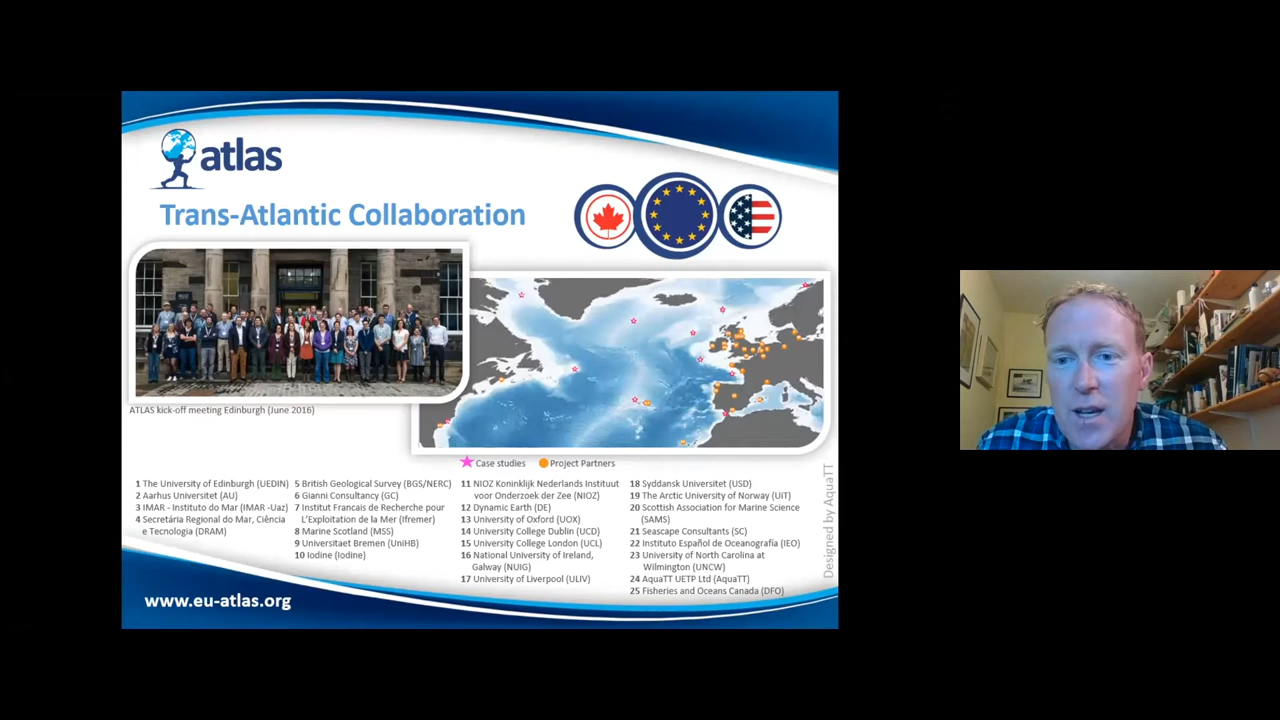 atlas
Trans-Atlantic Collaboration
ATLAS kick-off meeting Edinburgh (June 2016)
Case studies
Project Partners
1 The University of Edinburgh (UEDIN)
2 Aarhus Universitet (AU)
3 IMAR - Instituto do Mar (IMAR -Uaz)
4 Secretária Regional do Mar, Ciência
e Tecnologia (DRAM)
5 British Geological Survey (BGS/NERC)
6 Gianni Consultancy (GC)
7 Institut Francais de Recherche pour
L'Exploitation de la Mer (Ifremer)
8 Marine Scotland (MSS)
9 Universitaet Bremen (UniHB)
10 Iodine (Iodine)
11 NIOZ Koninklijk Nederlands Instituut
voor Onderzoek der Zee (NIOZ)
12 Dynamic Earth (DE)
13 University of Oxford (UOX)
14 University College Dublin (UCD)
15 University College London (UCL)
16 National University of Ireland,
Galway (NUIG)
17 University of Liverpool (ULIV)
18 Syddansk Universitet (USD)
19 The Arctic University of Norway (UiT)
20 Scottish Association for Marine Science
(SAMS)
21 Seascape Consultants (SC)
22 Instituto Español de Oceanografía (IEO)
23 University of North Carolina at
Wilmington (UNCW)
24 AquaTT UETP Ltd (AquaTT)
25 Fisheries and Oceans Canada (DFO)
Designed by AquaTT
www.eu-atlas.org